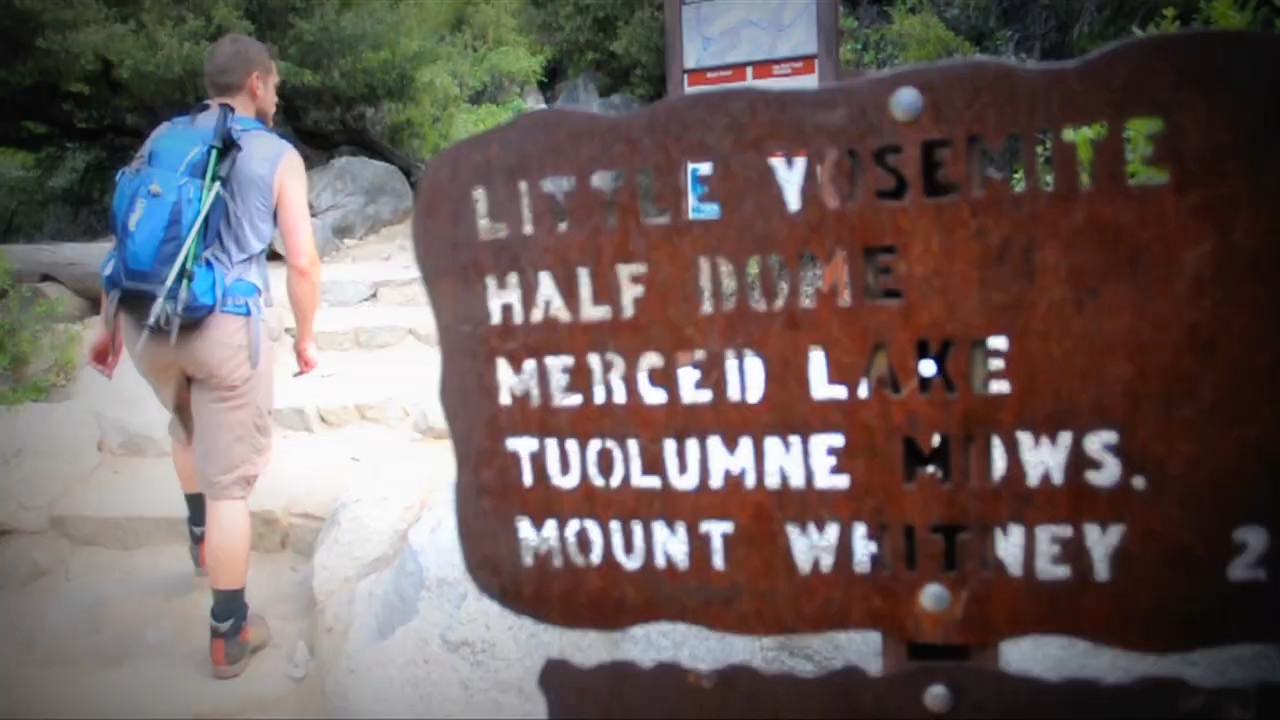 LITTLE YOSEMITE
HALF DOME
MERCED LAKE
TUOLUMNE MDWS.
MOUNT WHITNEY 2